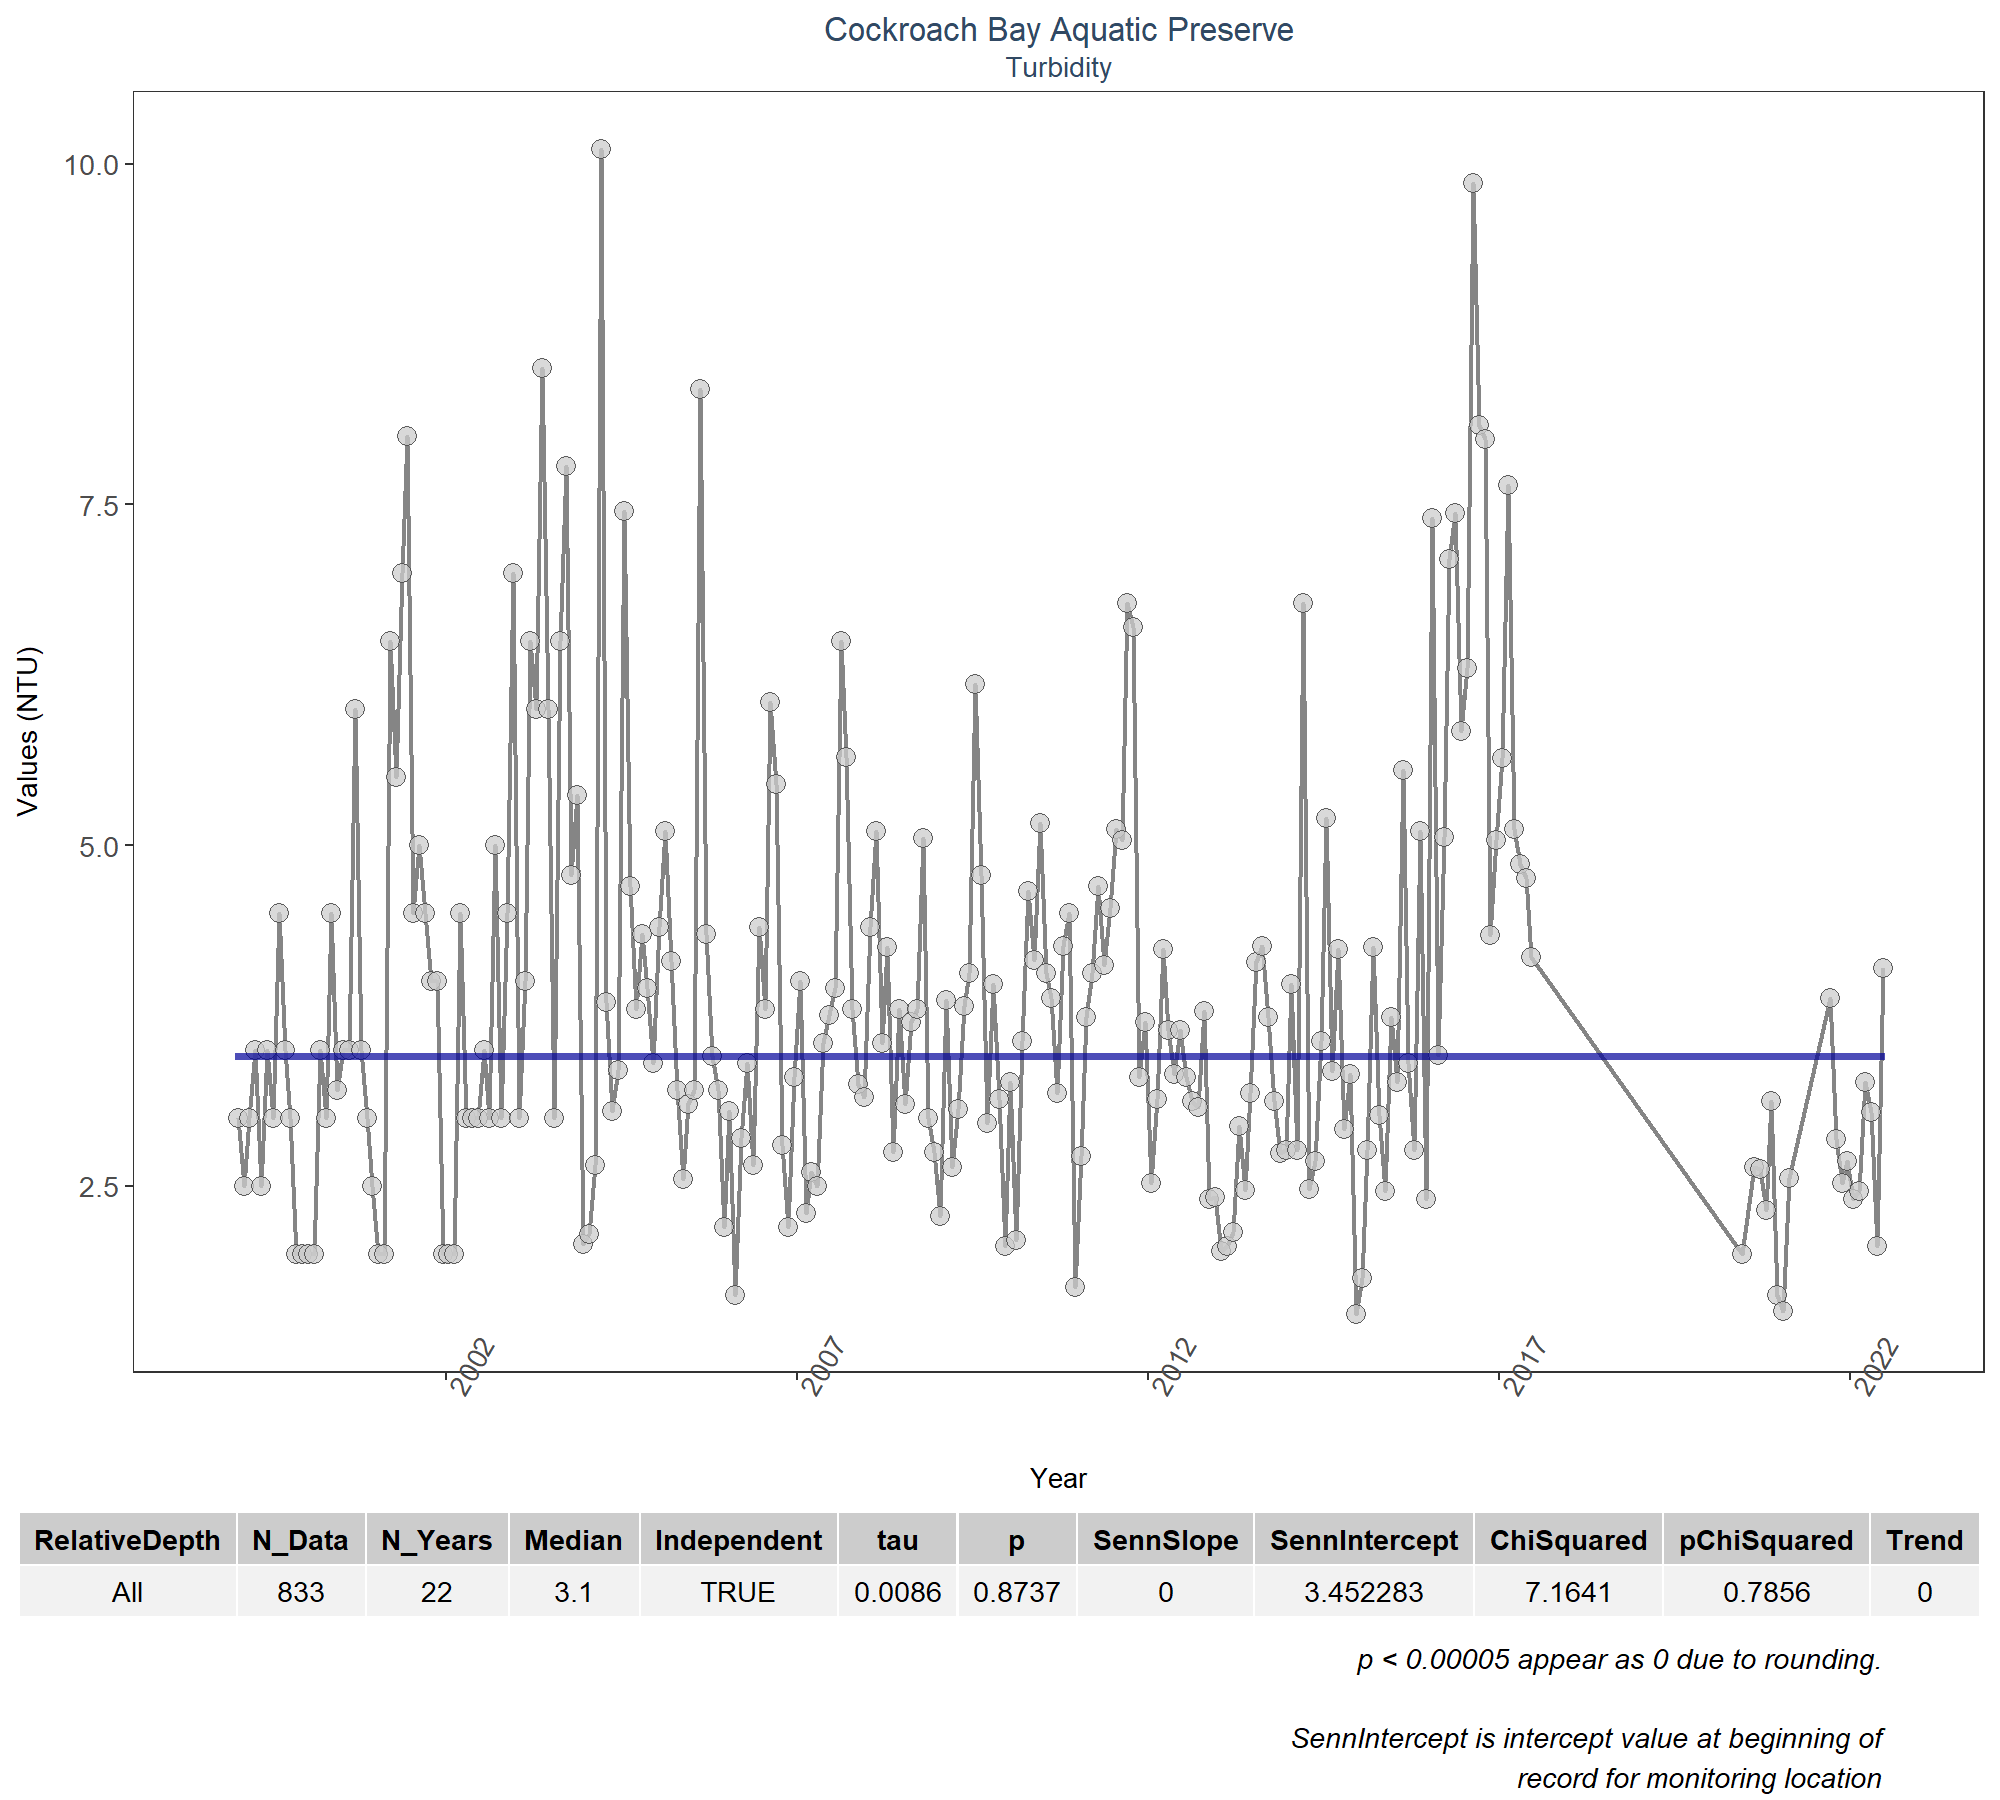 Cockroach Bay Aquatic Preserve
Turbidity
10.0
7.5
5.0
2.5
Values (NTU)
2002 2007 2012 2017 2022
Year
RelativeDepth N_Data N_Years Median Independent tau p SennSlope SennIntercept ChiSquared pChiSquared Trend
All 833 22 3.1 TRUE 0.0086 0.8737 0 3.452283 7.1641 0.7856 0
p < 0.00005 appear as 0 due to rounding.
SennIntercept is intercept value at beginning of
record for monitoring location